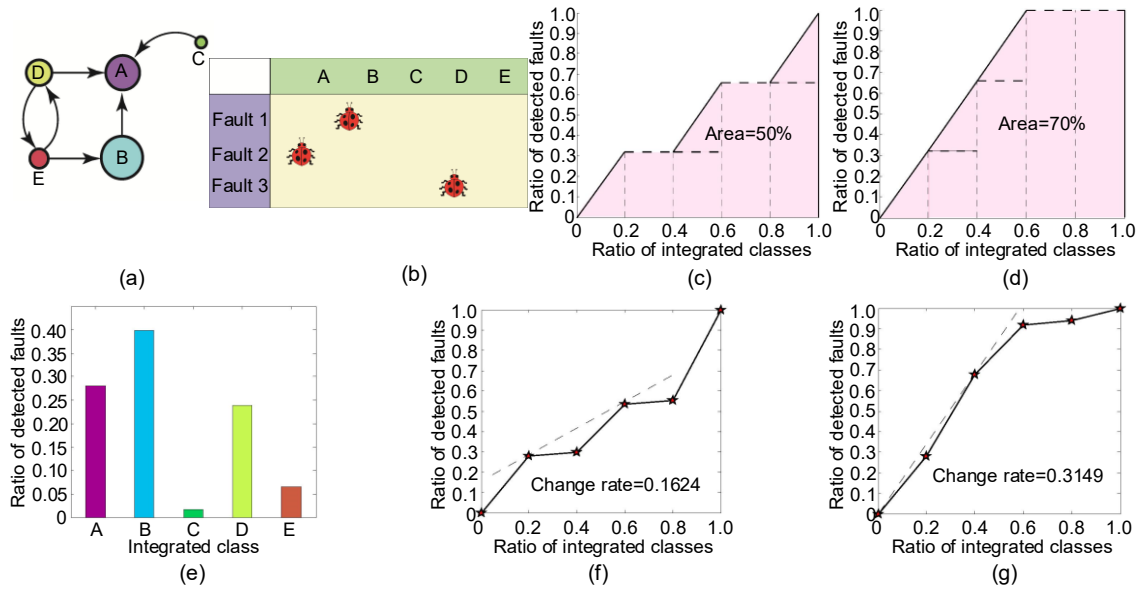 D
A
C
E
B
(a)
A B C D E
Fault 1
Fault 2
Fault 3
(b)
Ratio of detected faults
1.0
0.9
0.8
0.7
0.6
0.5
0.4
0.3
0.2
0.1
0
Area=50%
0 0.2 0.4 0.6 0.8 1.0
Ratio of integrated classes
(c)
Ratio of detected faults
1.0
0.9
0.8
0.7
0.6
0.5
0.4
0.3
0.2
0.1
0
Area=70%
0 0.2 0.4 0.6 0.8 1.0
Ratio of integrated classes
(d)
Ratio of detected faults
0.40
0.30
0.25
0.20
0.10
0.05
0
A B C D E
Integrated class
(e)
Ratio of detected faults
1.0
0.9
0.8
0.7
0.6
0.5
0.4
0.3
0.2
0.1
0
Change rate=0.1624
0 0.2 0.4 0.6 0.8 1.0
Ratio of integrated classes
(f)
Ratio of detected faults
1.0
0.9
0.8
0.7
0.6
0.5
0.4
0.3
0.2
0.1
0
Change rate=0.3149
0 0.2 0.4 0.6 0.8 1.0
Ratio of integrated classes
(g)